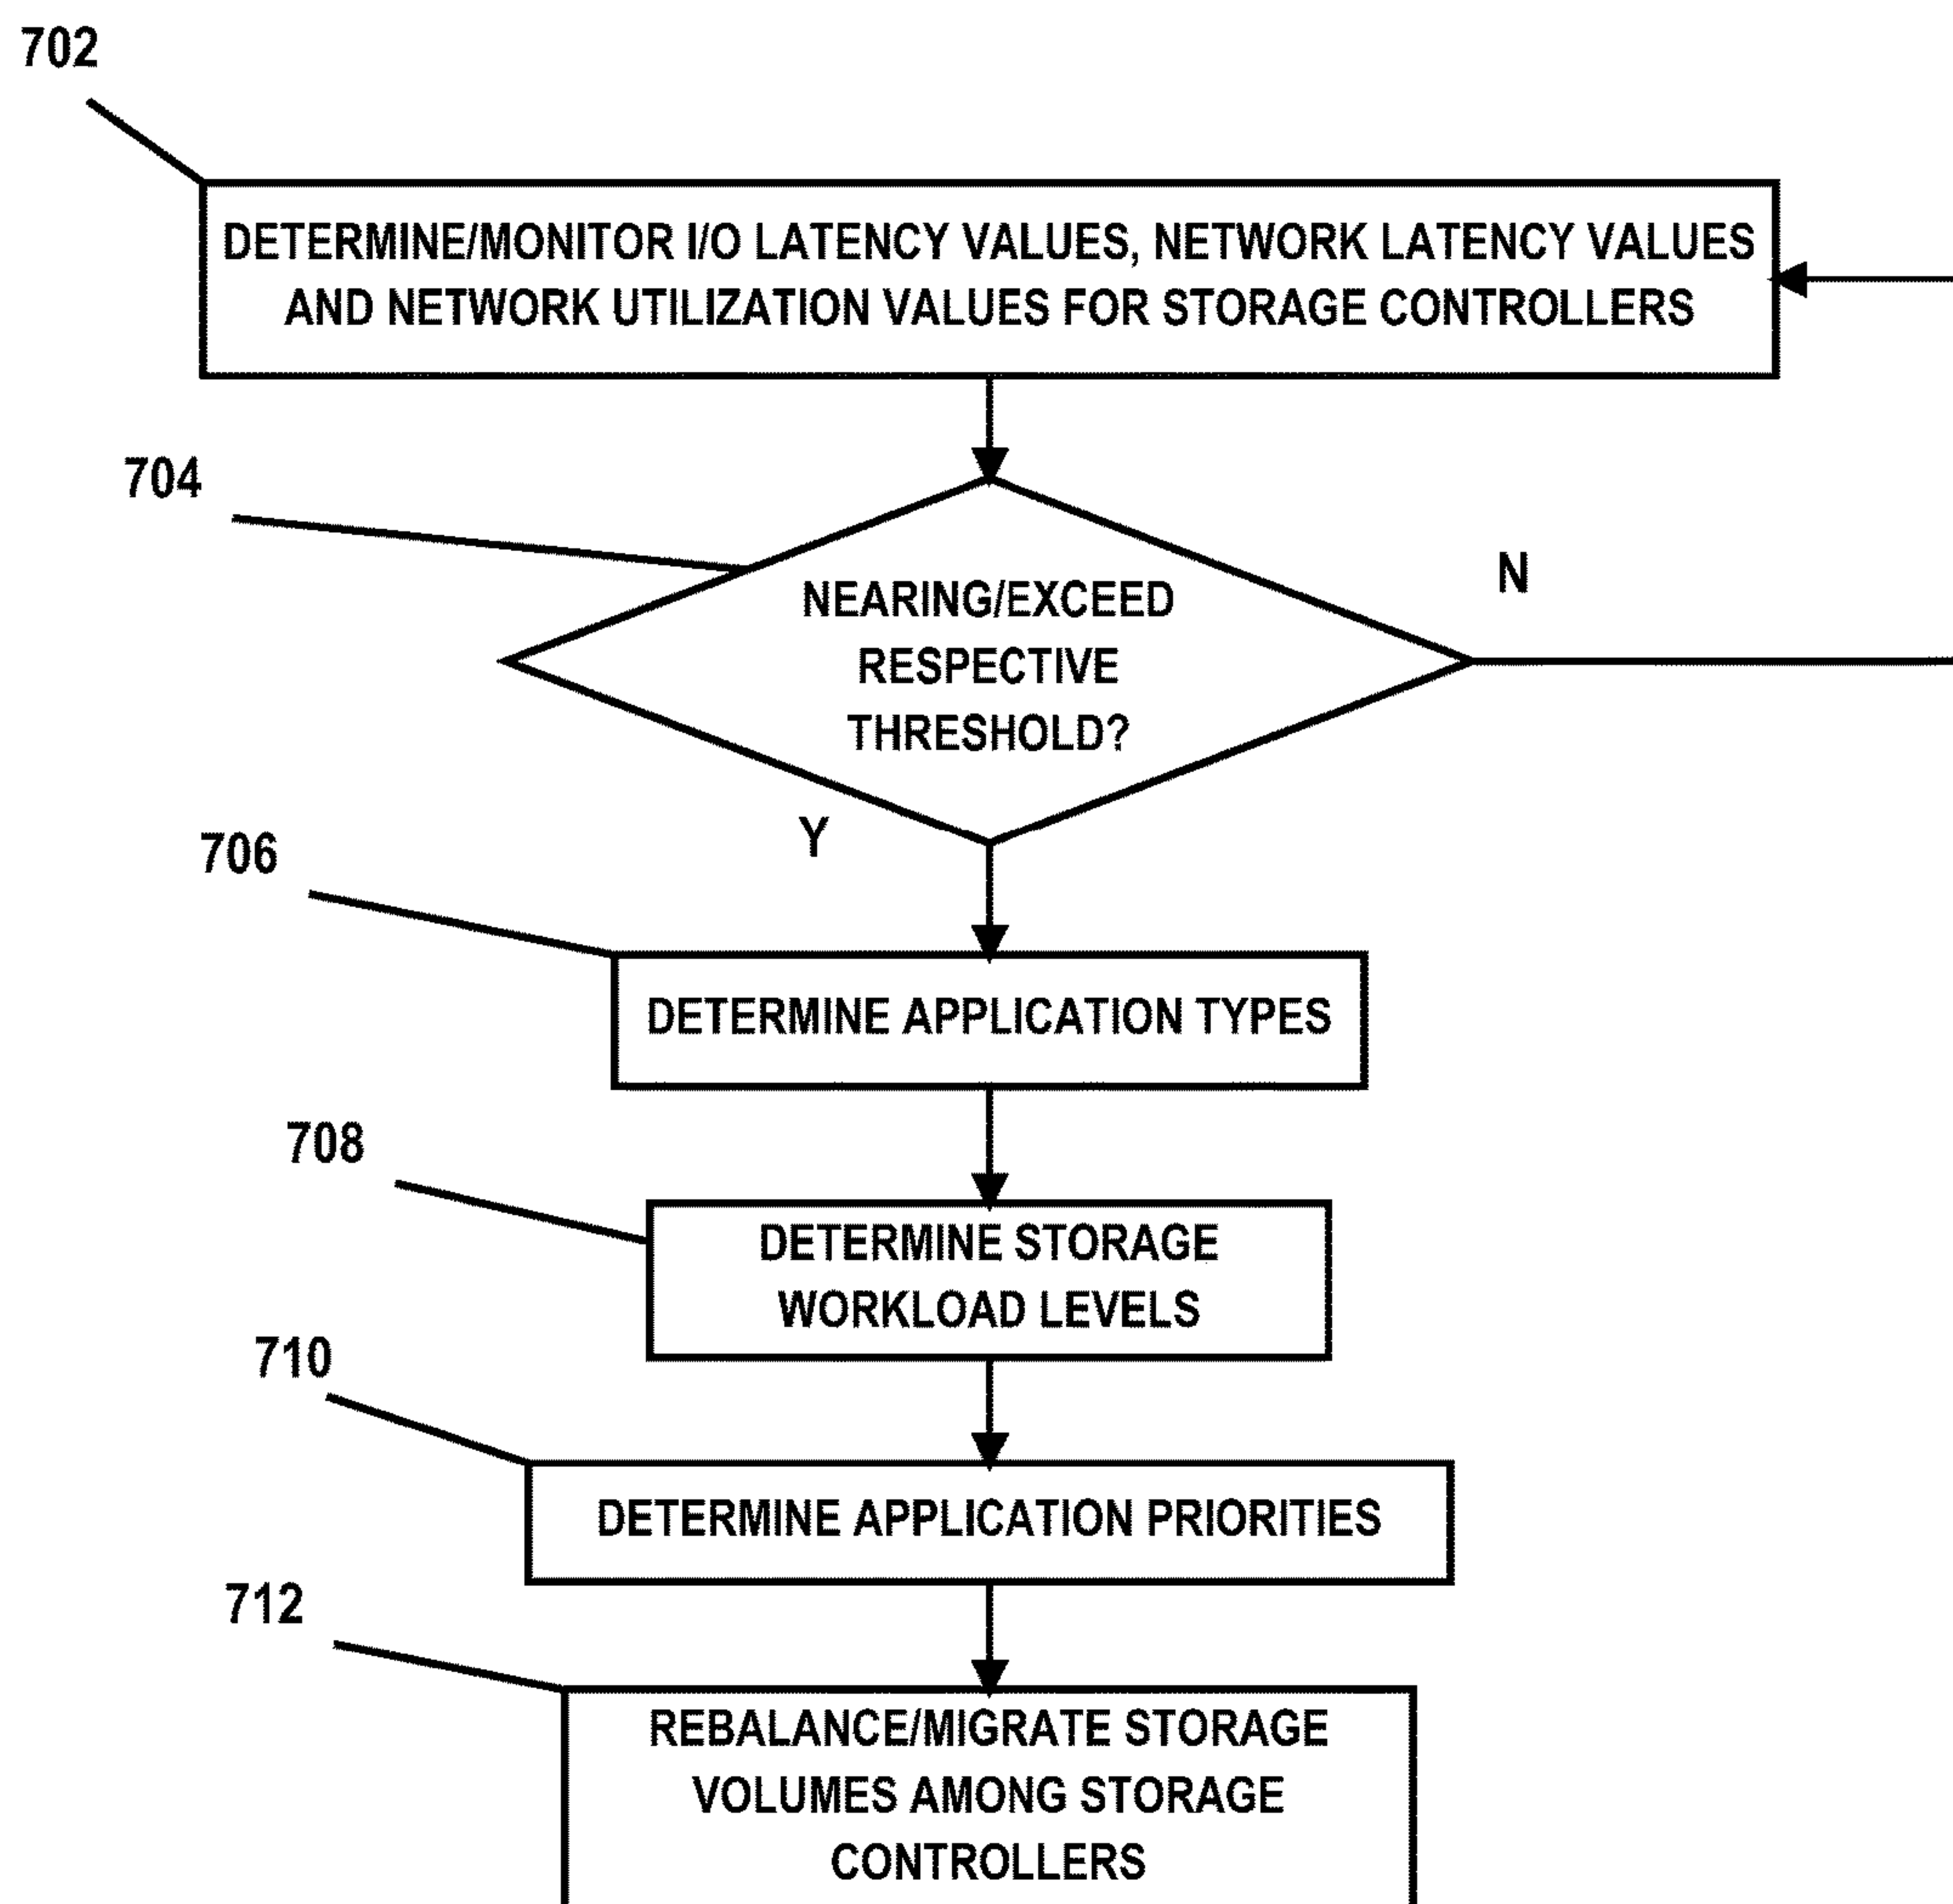 702
DETERMINE/MONITOR I/O LATENCY VALUES, NETWORK LATENCY VALUES
AND NETWORK UTILIZATION VALUES FOR STORAGE CONTROLLERS
704
NEARING/EXCEED
RESPECTIVE
THRESHOLD?
N
Y
706
DETERMINE APPLICATION TYPES
708
DETERMINE STORAGE
WORKLOAD LEVELS
710
DETERMINE APPLICATION PRIORITIES
712
REBALANCE/MIGRATE STORAGE
VOLUMES AMONG STORAGE
CONTROLLERS